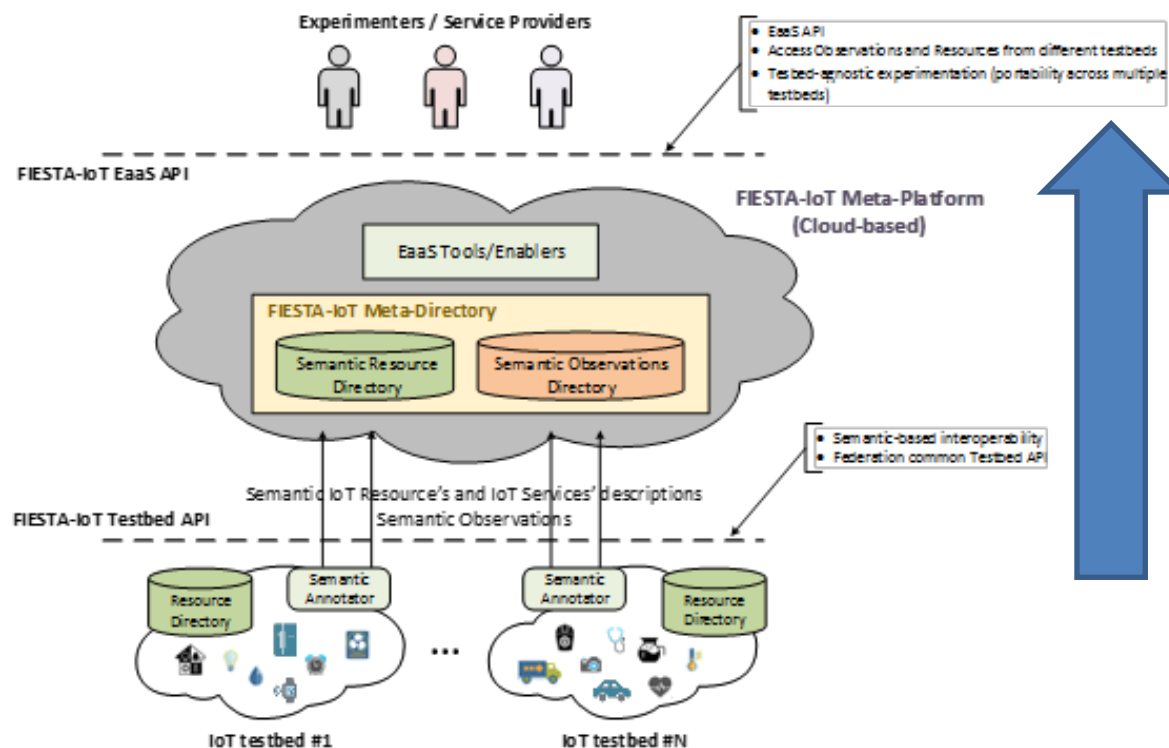 Experimenters / Service Providers
• EaaS API
• Access Observations and Resources from different testbeds
• Tesbed-agnostic experimentation (portability across multiple
testbeds)
FIESTA-IoT EaaS API
FIESTA-IoT Meta-Platform
(Cloud-based)
EaaS Tools/Enablers
FIESTA-IoT Meta-Directory
Semantic Resource
Directory
Semantic Observations
Directory
• Semantic-based interoperability
• Federation common Testbed API
Semantic IoT Resource's and IoT Services' descriptions
Semantic Observations
FIESTA-IoT Testbed API
Resource
Directory
Semantic
Annotator
...
Semantic
Annotator
Resource
Directory
IoT testbed #1
IoT testbed #N